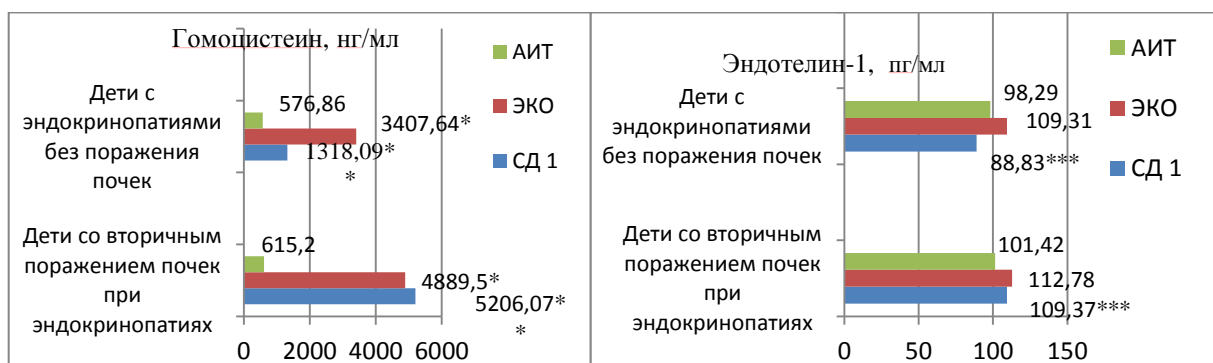 Гомоцистеин, нг/мл
АИТ
ЭКО
СД 1
Дети с
эндокринопатиями
без поражения
почек
576,86
3407,64*
1318,09*
*
Дети со вторичным
поражением почек
при
эндокринопатиях
615,2
4889,5*
5206,07*
*
0 2000 4000 6000
Эндотелин-1, пг/мл
АИТ
ЭКО
СД 1
Дети с
эндокринопатиями
без поражения почек
98,29
109,31
88,83***
Дети со вторичным
поражением почек
при
эндокринопатиях
101,42
112,78
109,37***
0 50 100 150